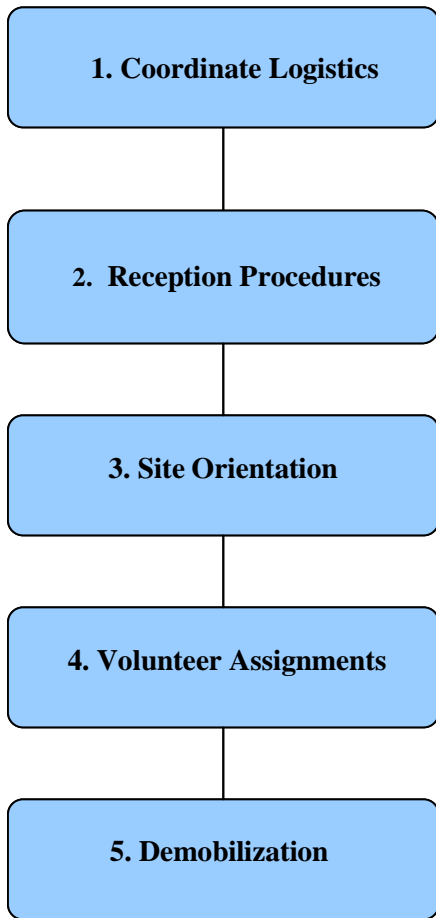 1. Coordinate Logistics
2. Reception Procedures
3. Site Orientation
4. Volunteer Assignments
5. Demobilization